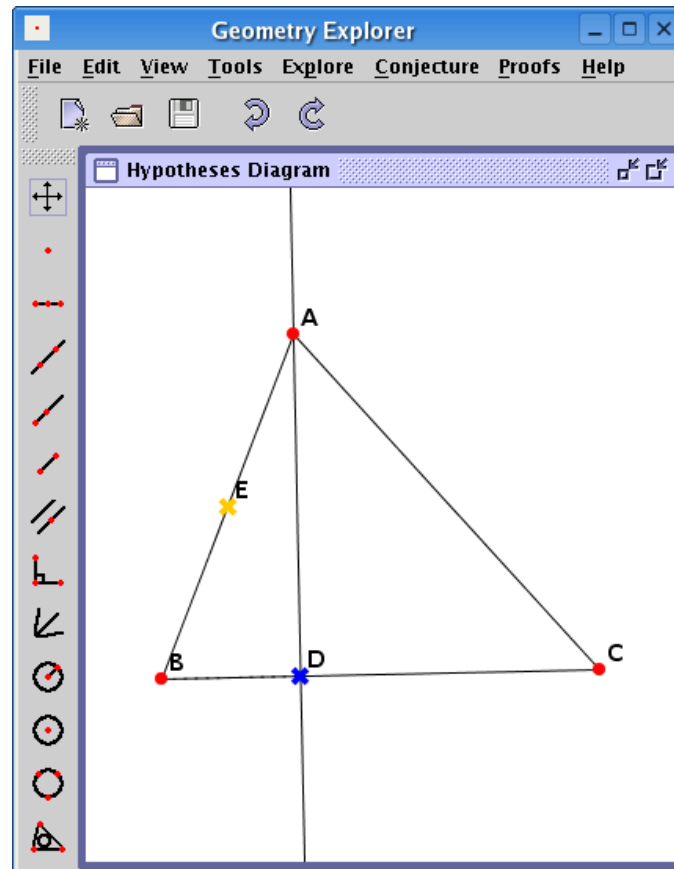 Geometry Explorer
File Edit View Tools Explore Conjecture Proofs Help
Hypotheses Diagram
A
E
B
D
C